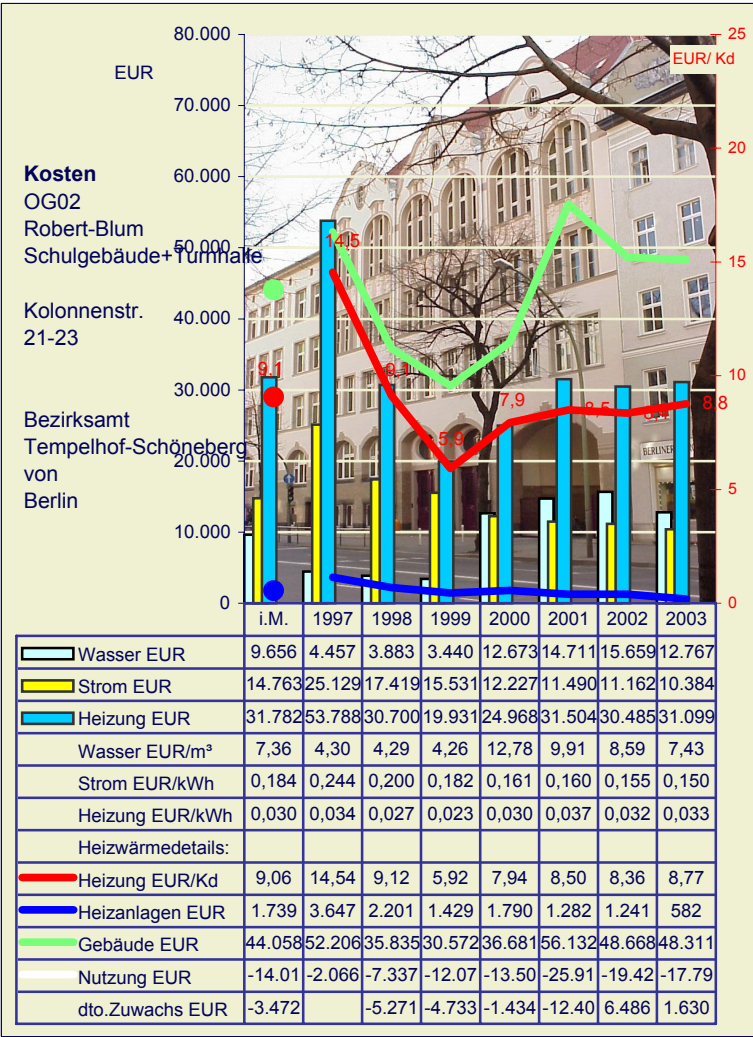 80.000
25
EUR
EUR/ Kd
70.000
20
Kosten
60.000
OG02
Robert-Blum
Schulgebäude+Turnhalle
50.000
14,5
15
Kolonnenstr.
40.000
21-23
9,1
9,1
30.000
10
8,5
8,8
7,9
Bezirksamt
Tempelhof-Schöneberg
20.000
5,9
BERLINER
von
Berlin
5
10.000
0
0
i.M. 1997 1998 1999 2000 2001 2002 2003
Wasser EUR 9.656 4.457 3.883 3.440 12.673 14.711 15.659 12.767
Strom EUR 14.763 25.129 17.419 15.531 12.227 11.490 11.162 10.384
Heizung EUR 31.782 53.788 30.700 19.931 24.968 31.504 30.485 31.099
Wasser EUR/m³ 7,36 4,30 4,29 4,26 12,78 9,91 8,59 7,43
Strom EUR/kWh 0,184 0,244 0,200 0,182 0,161 0,160 0,155 0,150
Heizung EUR/kWh 0,030 0,034 0,027 0,023 0,030 0,037 0,032 0,033
Heizwärmedetails:
Heizung EUR/Kd 9,06 14,54 9,12 5,92 7,94 8,50 8,36 8,77
Heizanlagen EUR 1.739 3.647 2.201 1.429 1.790 1.282 1.241 582
Gebäude EUR 44.058 52.206 35.835 30.572 36.681 56.132 48.668 48.311
Nutzung EUR -14.01 -2.066 -7.337 -12.07 -13.50 -25.91 -19.42 -17.79
dto.Zuwachs EUR -3.472 -5.271 -4.733 -1.434 -12.40 6.486 1.630